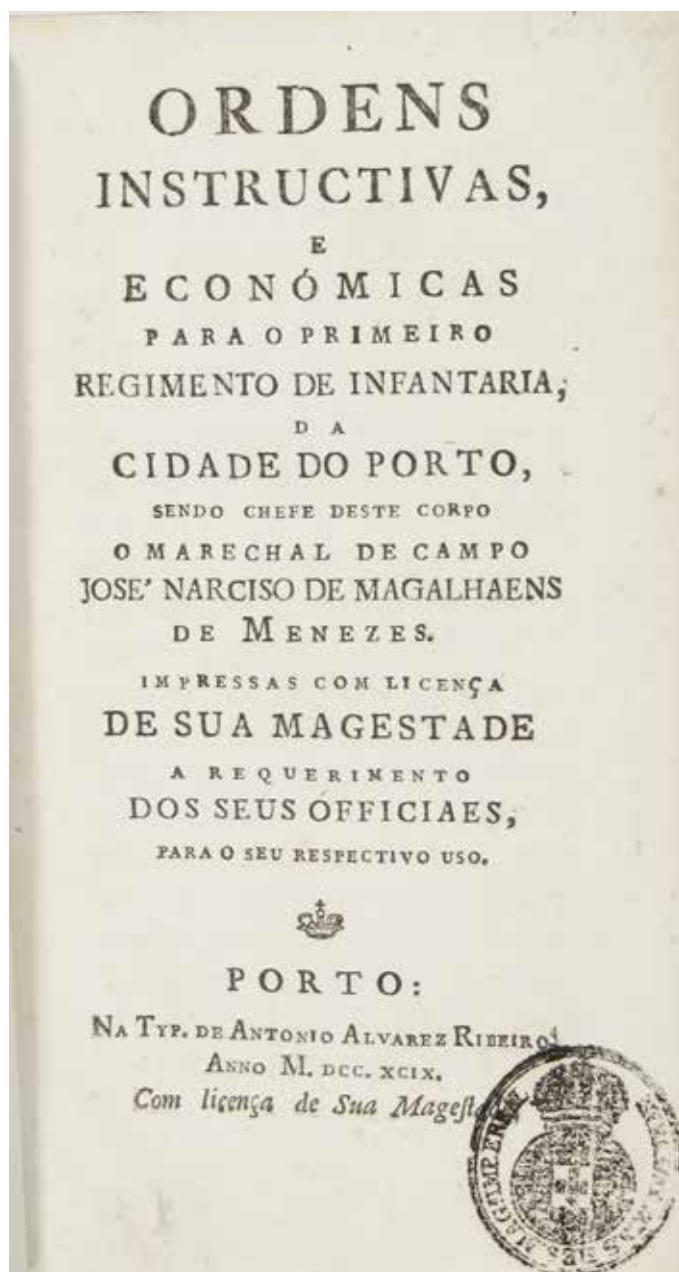 ORDENS
INSTRUCTIVAS,
E
ECONÓMICAS
PARA O PRIMEIRO
REGIMENTO DE INFANTARIA,
DA
CIDADE DO PORTO,
SENDO CHEFE DESTE CORPO
O MARECHAL DE CAMPO
JOSE' NARCISO DE MAGALHAENS
DE MENEZES.
IMPRESSAS COM LICENÇA
DE SUA MAGESTADE
A REQUERIMENTO
DOS SEUS OFFICIAES,
PARA O SEU RESPECTIVO USO.
PORTO:
NA TYP. DE ANTONIO ALVAREZ RIBEIRO
ANNO M. DCC. XCIX.
Com licença de Sua